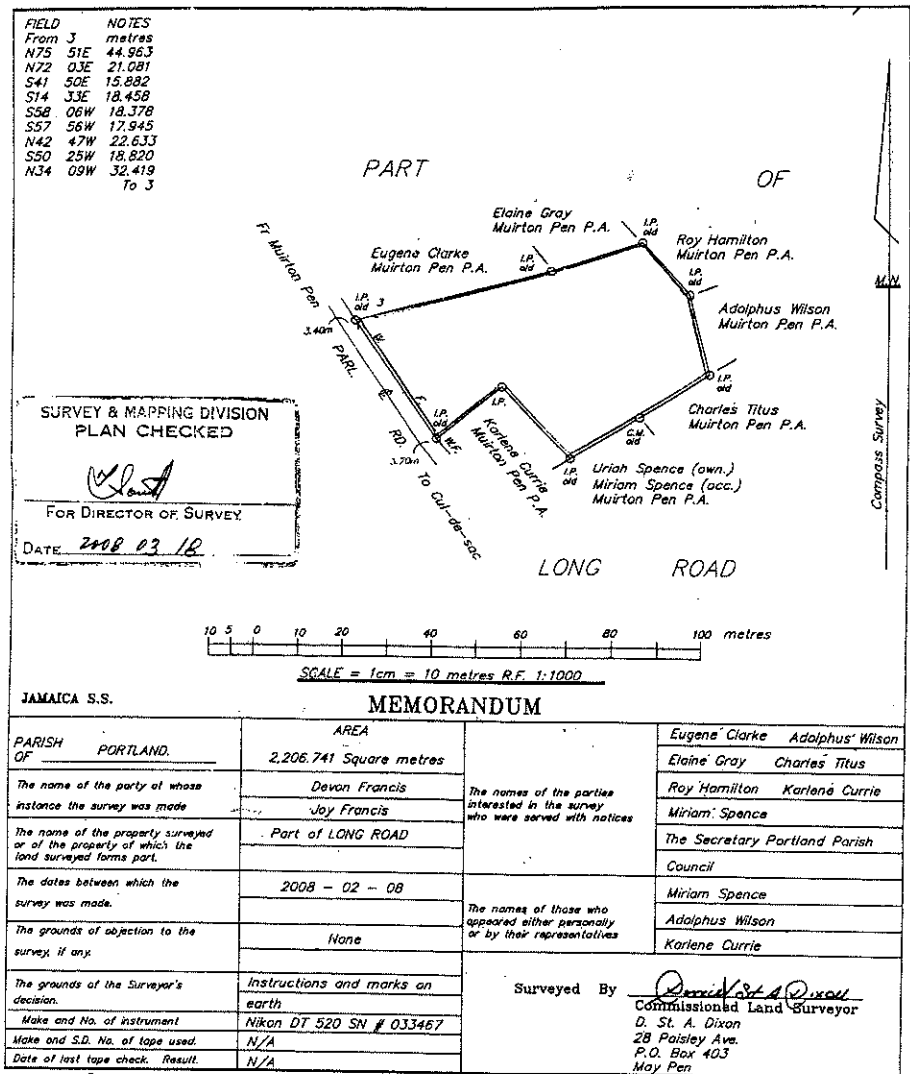 FIELD NOTES
From 3 metres
N75 51E 44.963
N72 03E 21.081
S41 50E 15.882
S14 33E 18.458
S58 06W 18.378
S57 56W 17.945
N42 47W 22.633
S50 25W 18.820
N34 09W 32.419
To 3
PART OF
Elaine Gray
Muirton Pen P.A.
Eugene Clarke
Muirton Pen P.A.
Roy Hamilton
Muirton Pen P.A.
Adolphus Wilson
Muirton Pen P.A.
Charles Titus
Muirton Pen P.A.
Uriah Spence (own.)
Miriam Spence (occ.)
Muirton Pen P.A.
Karlene Currie
Muirton Pen P.A.
I.P. old 3
I.P. old
I.P. old
I.P. old
I.P. old
C.M. old
I.P. old
I.P.
I.P. old
W.F.
W. F.
Fr Muirton Pen
3.40m
PARL. RD.
3.70m
To Cul-de-sac
LONG ROAD
M.N.
Compass Survey
SURVEY & MAPPING DIVISION
PLAN CHECKED
FOR DIRECTOR OF SURVEY
DATE 2008 03 18
10 5 0 10 20 40 60 80 100 metres
SCALE = 1cm = 10 metres R.F. 1:1000
JAMAICA S.S.
MEMORANDUM
PARISH OF PORTLAND.
AREA
2,206.741 Square metres
The name of the party at whose
instance the survey was made
Devon Francis
Joy Francis
The name of the property surveyed
or of the property of which the
land surveyed forms part.
Part of LONG ROAD
The dates between which the
survey was made.
2008 - 02 - 08
The grounds of objection to the
survey, if any.
None
The grounds of the Surveyor's
decision.
Instructions and marks on
earth
Make and No. of instrument
Nikon DT 520 SN # 033467
Make and S.D. No. of tape used.
N/A
Date of last tape check. Result.
N/A
The names of the parties
interested in the survey
who were served with notices
Eugene Clarke Adolphus Wilson
Elaine Gray Charles Titus
Roy Hamilton Karlene Currie
Miriam Spence
The Secretary Portland Parish
Council
The names of those who
appeared either personally
or by their representatives
Miriam Spence
Adolphus Wilson
Karlene Currie
Surveyed By
Commissioned Land Surveyor
D. St. A. Dixon
28 Paisley Ave.
P.O. Box 403
May Pen